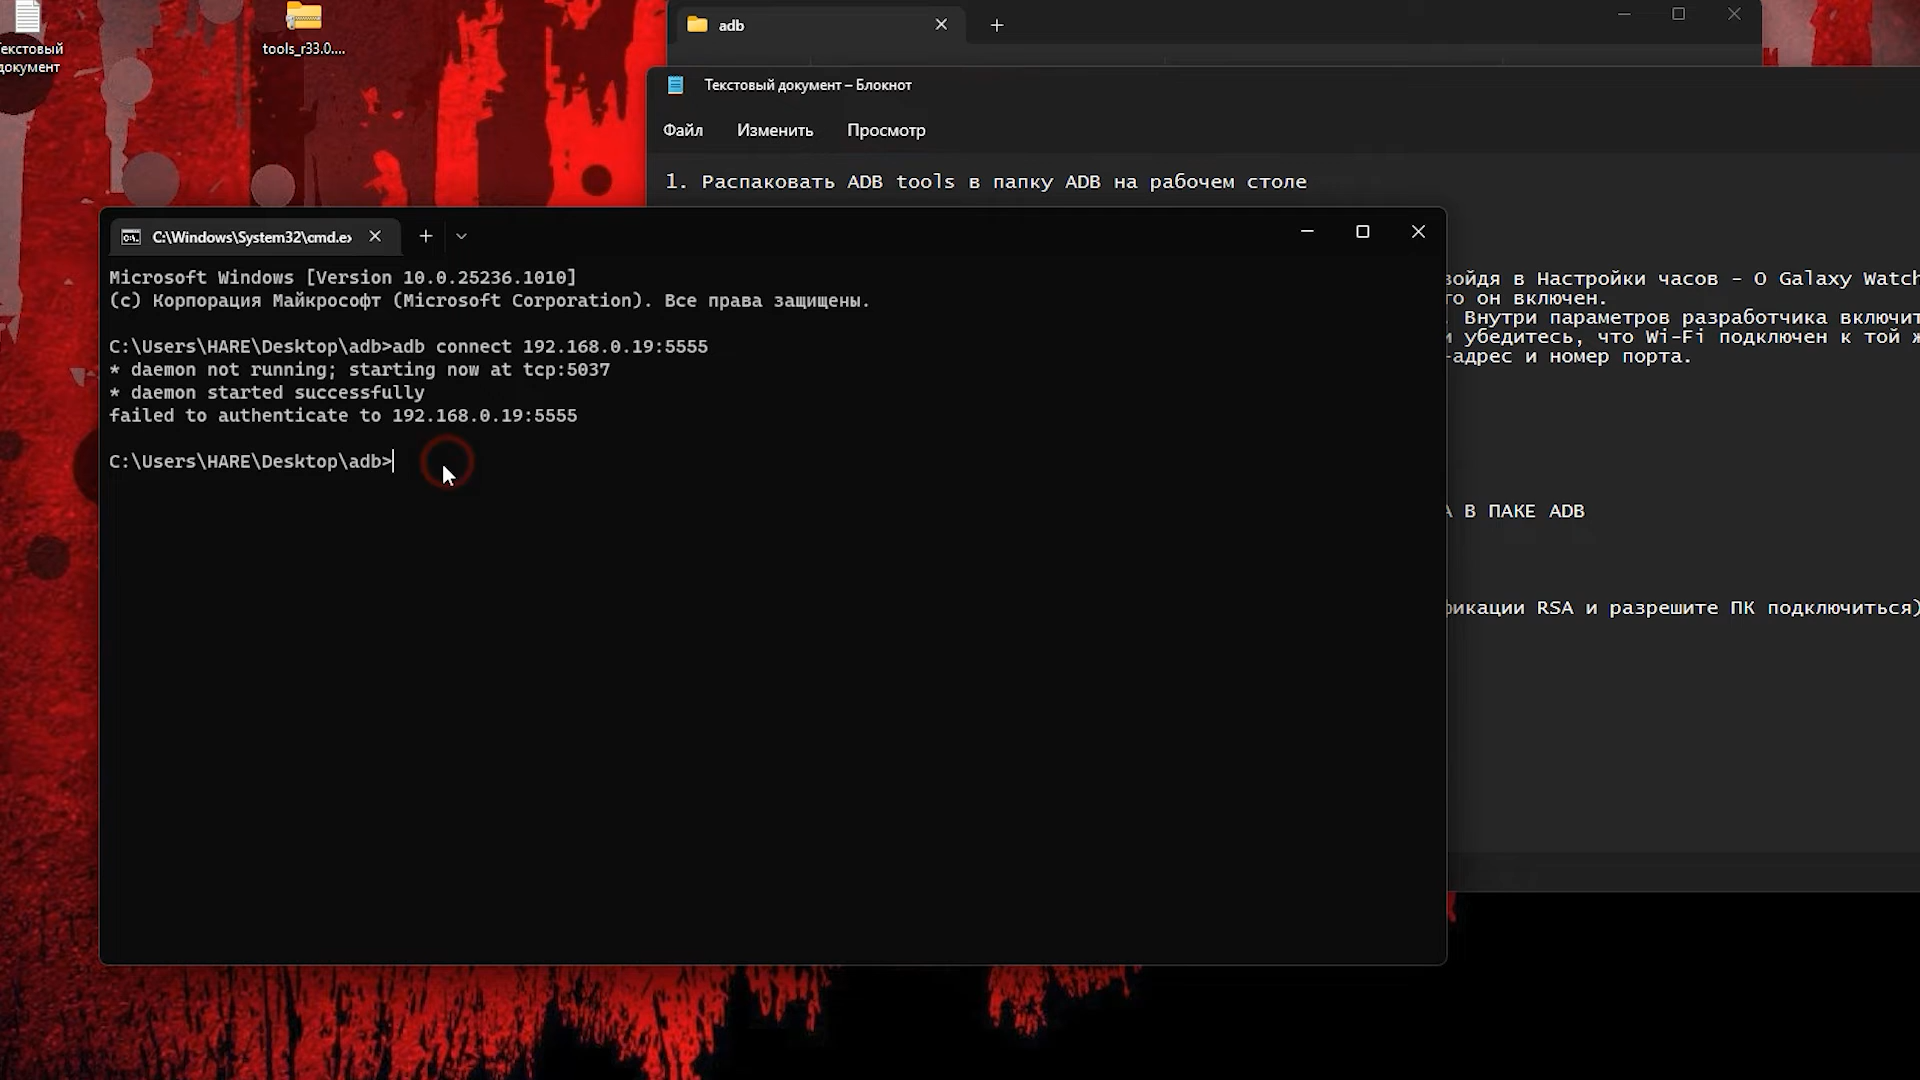 текстовый
документ
tools_r33.0....
adb
Текстовый документ – Блокнот
Файл Изменить Просмотр
1. Распаковать ADB tools в папку ADB на рабочем столе
C:\Windows\System32\cmd.ex
Microsoft Windows [Version 10.0.25236.1010]
(c) Корпорация Майкрософт (Microsoft Corporation). Все права защищены.
C:\Users\HARE\Desktop\adb>adb connect 192.168.0.19:5555
* daemon not running; starting now at tcp:5037
* daemon started successfully
failed to authenticate to 192.168.0.19:5555
C:\Users\HARE\Desktop\adb>
войдя в Настройки часов - О Galaxy Watch
то он включен.
Внутри параметров разработчика включит
и убедитесь, что Wi-Fi подключен к той ж
-адрес и номер порта.
А В ПАКЕ ADB
фикации RSA и разрешите ПК подключиться)